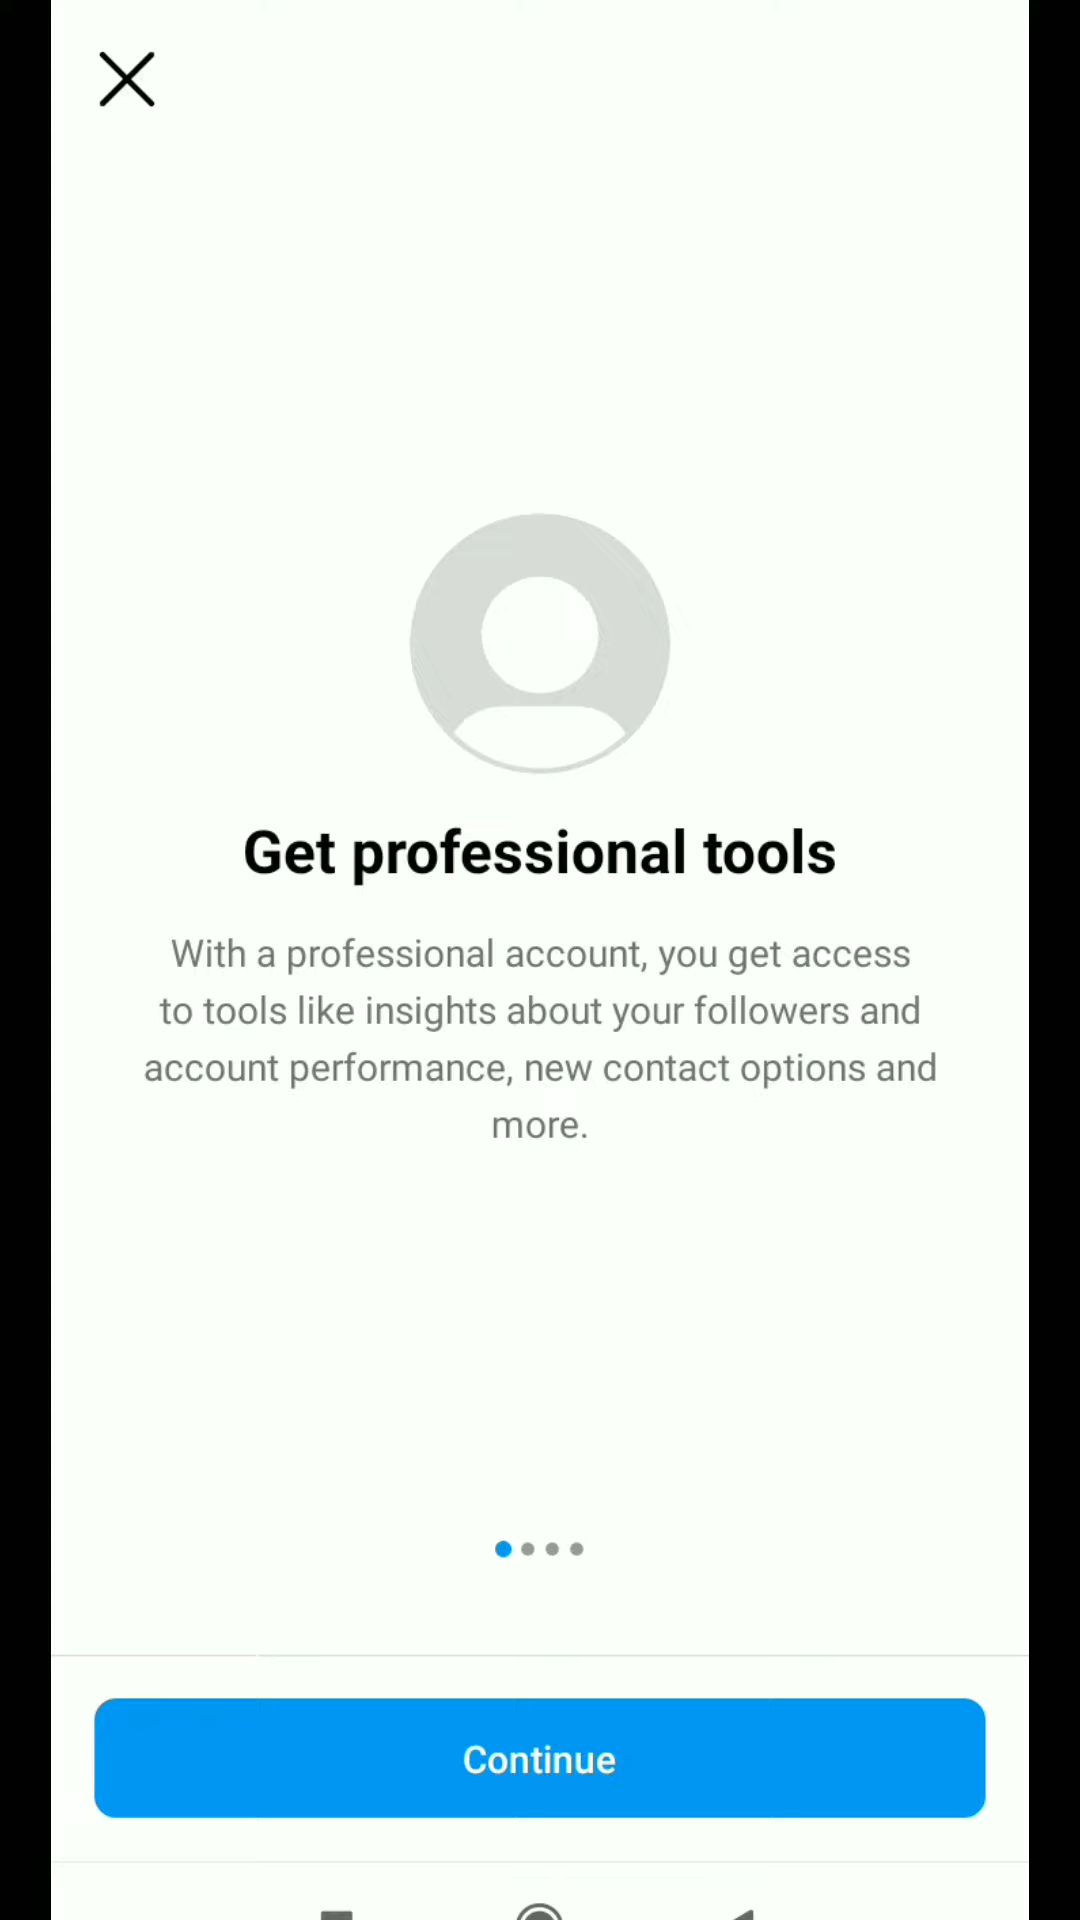 Get professional tools
With a professional account, you get access
to tools like insights about your followers and
account performance, new contact options and
more.
Continue